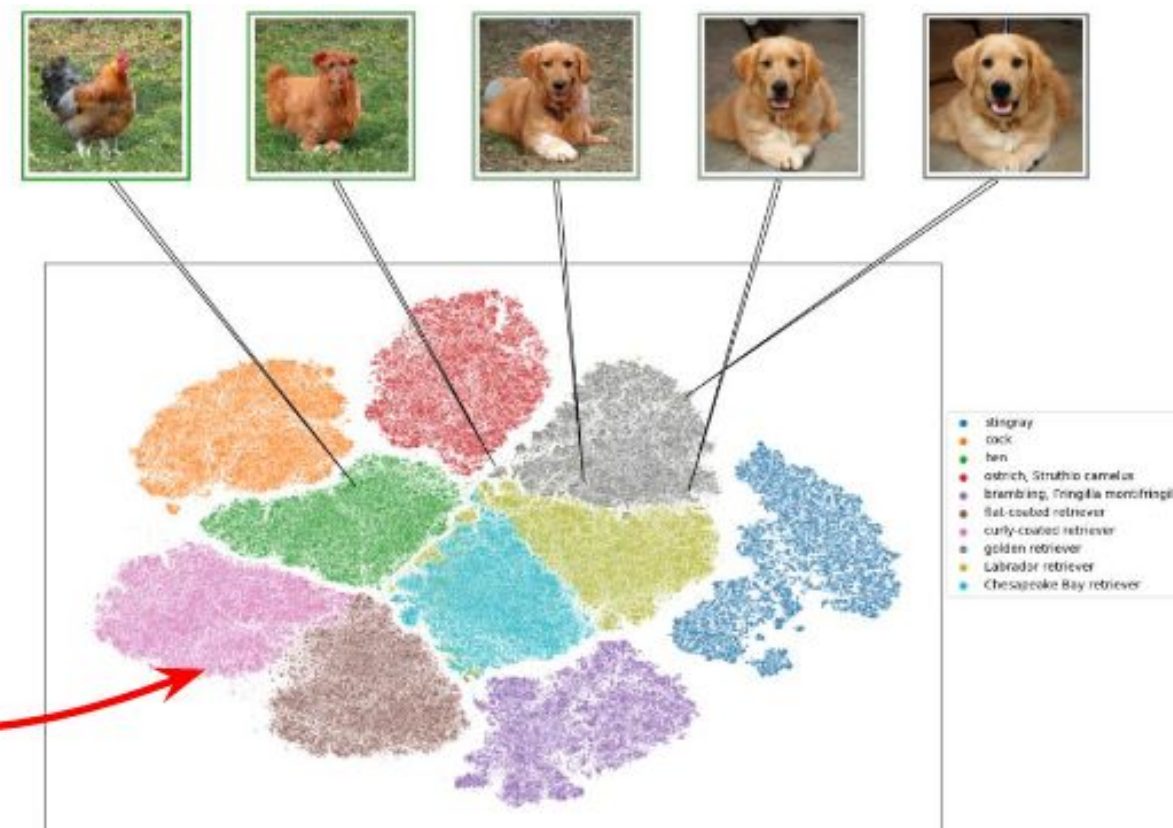 stingray
cock
hen
ostrich, Struthio camelus
brambling, Fringilla montifringil
flat-coated retriever
curly-coated retriever
golden retriever
Labrador retriever
Chesapeake Bay retriever